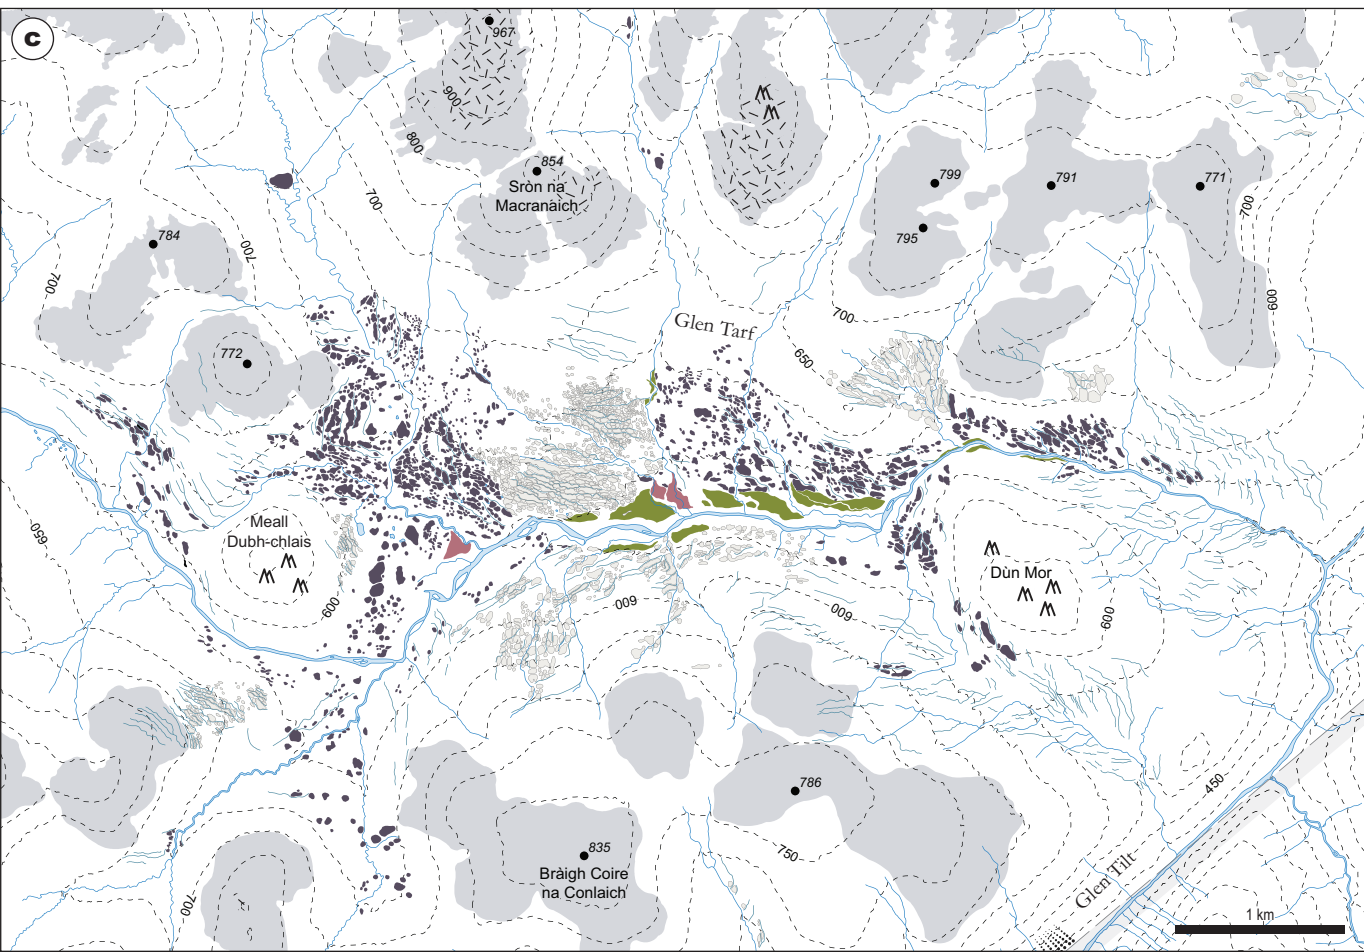 c
967
900
800
854
Sròn na
Macranaich
700
799
791
771
700
795
784
700
700
600
Glen Tarf
700
650
772
Meall
Dubh-chlais
Dùn Mor
650
600
600
600
600
786
450
750
835
Bràigh Coire
na Conlaich
700
Glen Tilt
1 km